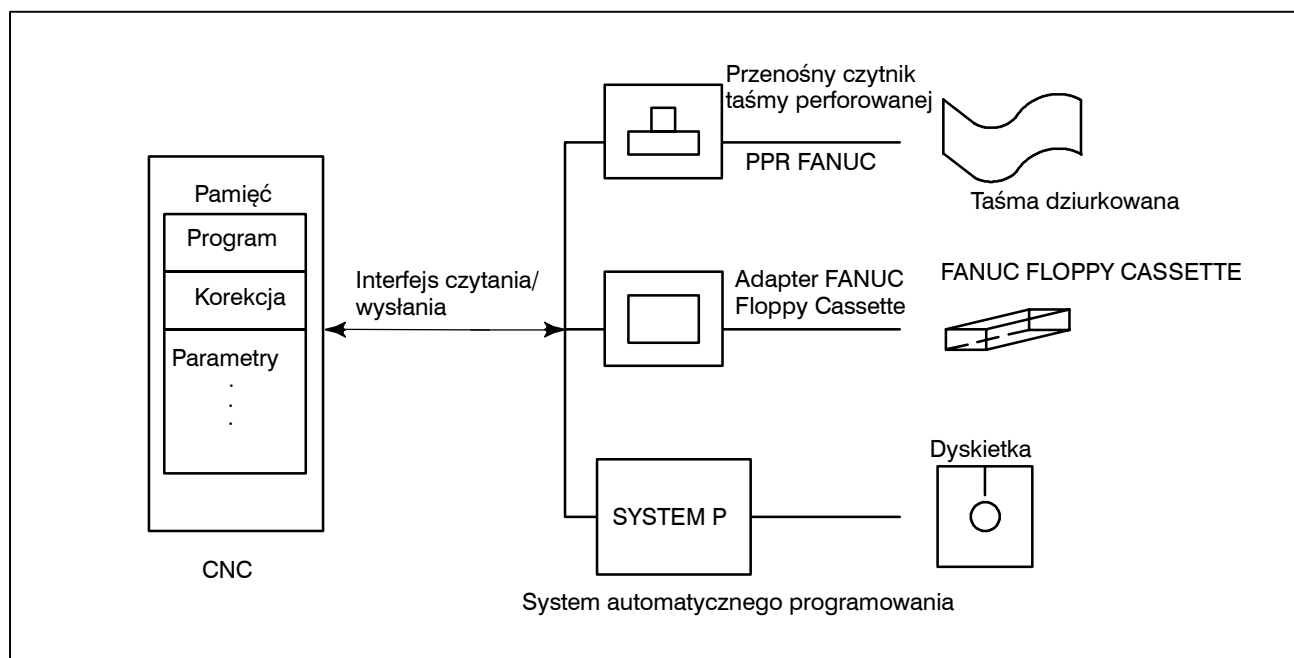 Pamięć
Program
Korekcja
Parametry
.
.
.
CNC
Interfejs czytania/
wysłania
Przenośny czytnik
taśmy perforowanej
PPR FANUC
Taśma dziurkowana
Adapter FANUC
Floppy Cassette
FANUC FLOPPY CASSETTE
SYSTEM P
Dyskietka
System automatycznego programowania